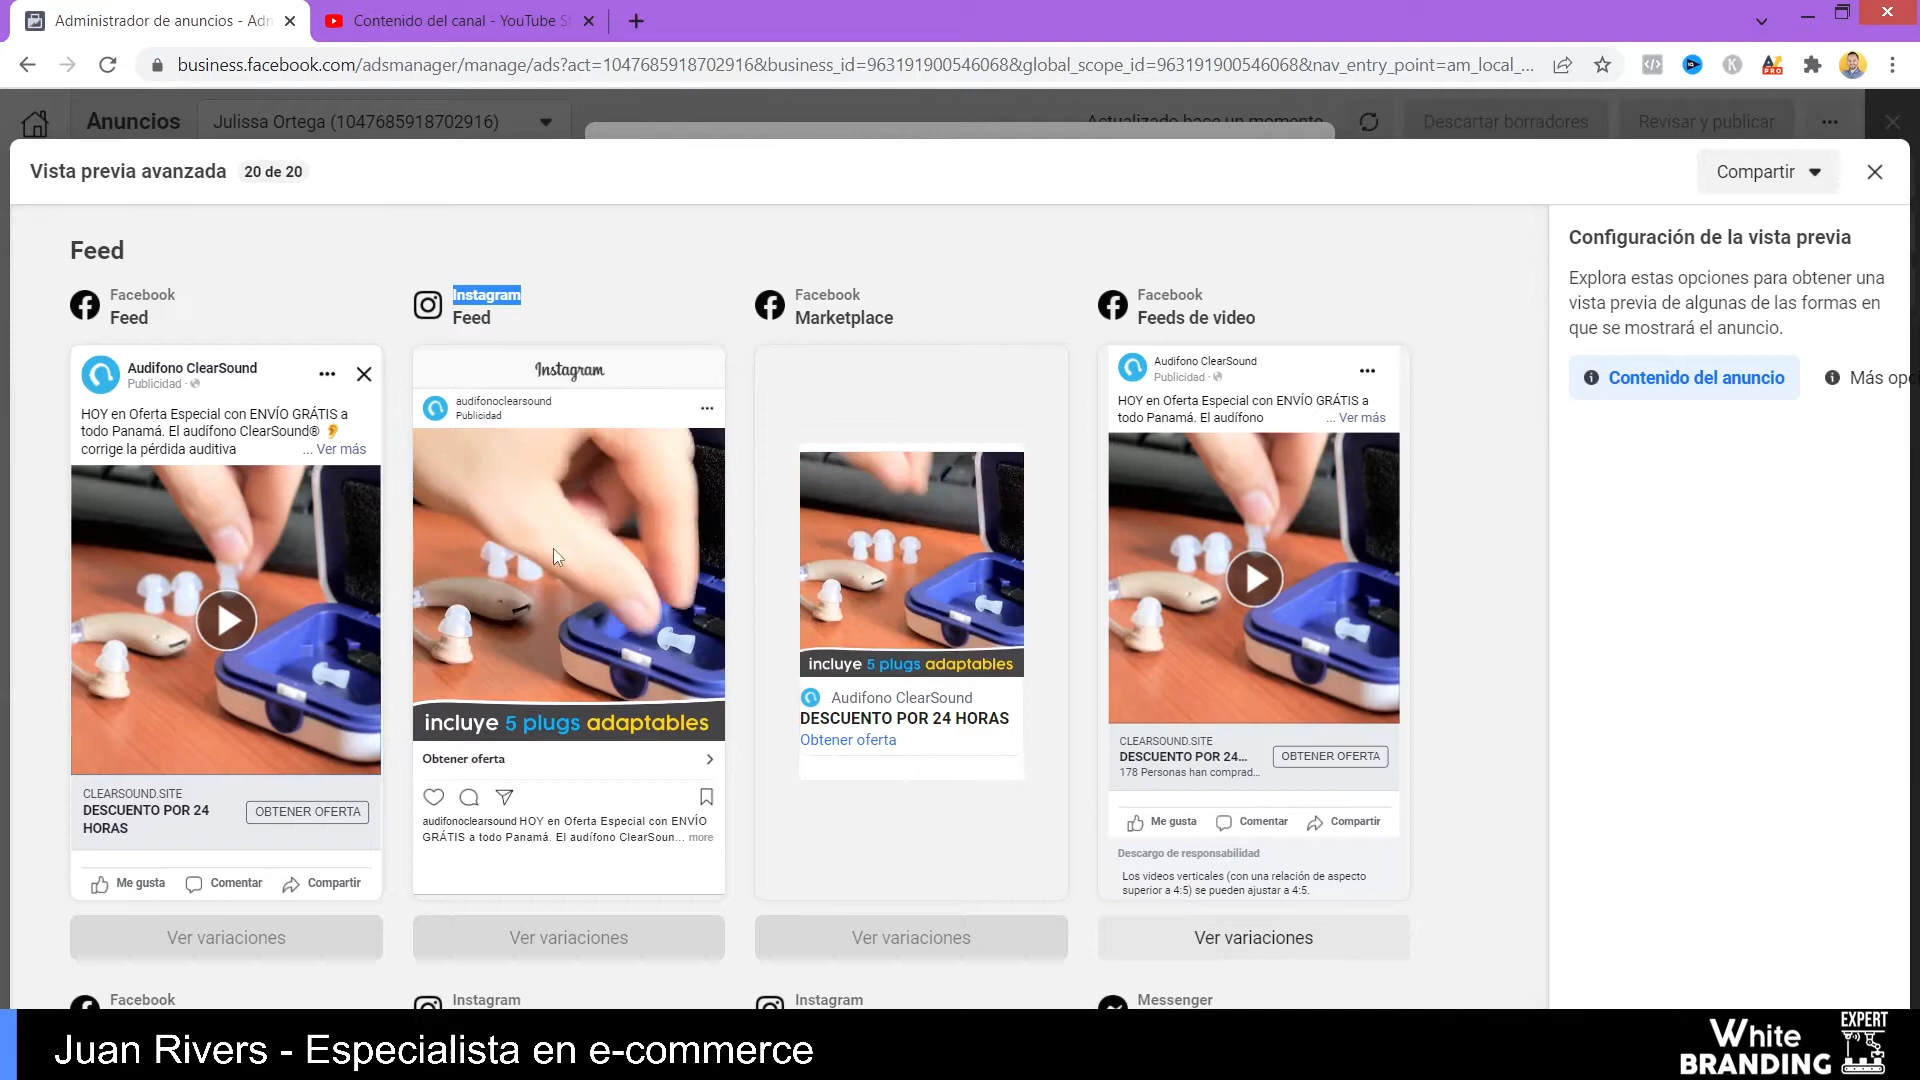 Administrador de anuncios - Adn
Contenido del canal - YouTube S
business.facebook.com/adsmanager/manage/ads?act=1047685918702916&business_id=963191900546068&global_scope_id=963191900546068&nav_entry_point=am_local_...
Anuncios
Julissa Ortega (1047685918702916)
Actualizado hace un momento
Descartar borradores
Revisar y publicar
Vista previa avanzada
20 de 20
Compartir
Feed
Facebook
Feed
Instagram
Feed
Facebook
Marketplace
Facebook
Feeds de video
Audifono ClearSound
Publicidad ·
HOY en Oferta Especial con ENVÍO GRÁTIS a
todo Panamá. El audífono ClearSound®
corrige la pérdida auditiva
... Ver más
CLEARSOUND.SITE
DESCUENTO POR 24
HORAS
OBTENER OFERTA
Me gusta
Comentar
Compartir
Ver variaciones
Instagram
audifonoclearsound
Publicidad
incluye 5 plugs adaptables
Obtener oferta
audifonoclearsound HOY en Oferta Especial con ENVÍO
GRÁTIS a todo Panamá. El audífono ClearSoun... more
Ver variaciones
incluye 5 plugs adaptables
Audifono ClearSound
DESCUENTO POR 24 HORAS
Obtener oferta
Ver variaciones
Audifono ClearSound
Publicidad ·
HOY en Oferta Especial con ENVÍO GRÁTIS a
todo Panamá. El audífono
... Ver más
CLEARSOUND.SITE
DESCUENTO POR 24...
178 Personas han comprad...
OBTENER OFERTA
Me gusta
Comentar
Compartir
Descargo de responsabilidad
Los videos verticales (con una relación de aspecto
superior a 4:5) se pueden ajustar a 4:5.
Ver variaciones
Configuración de la vista previa
Explora estas opciones para obtener una
vista previa de algunas de las formas en
que se mostrará el anuncio.
Contenido del anuncio
Más opc
Facebook
Instagram
Instagram
Messenger
Juan Rivers - Especialista en e-commerce
White
BRANDING
EXPERT